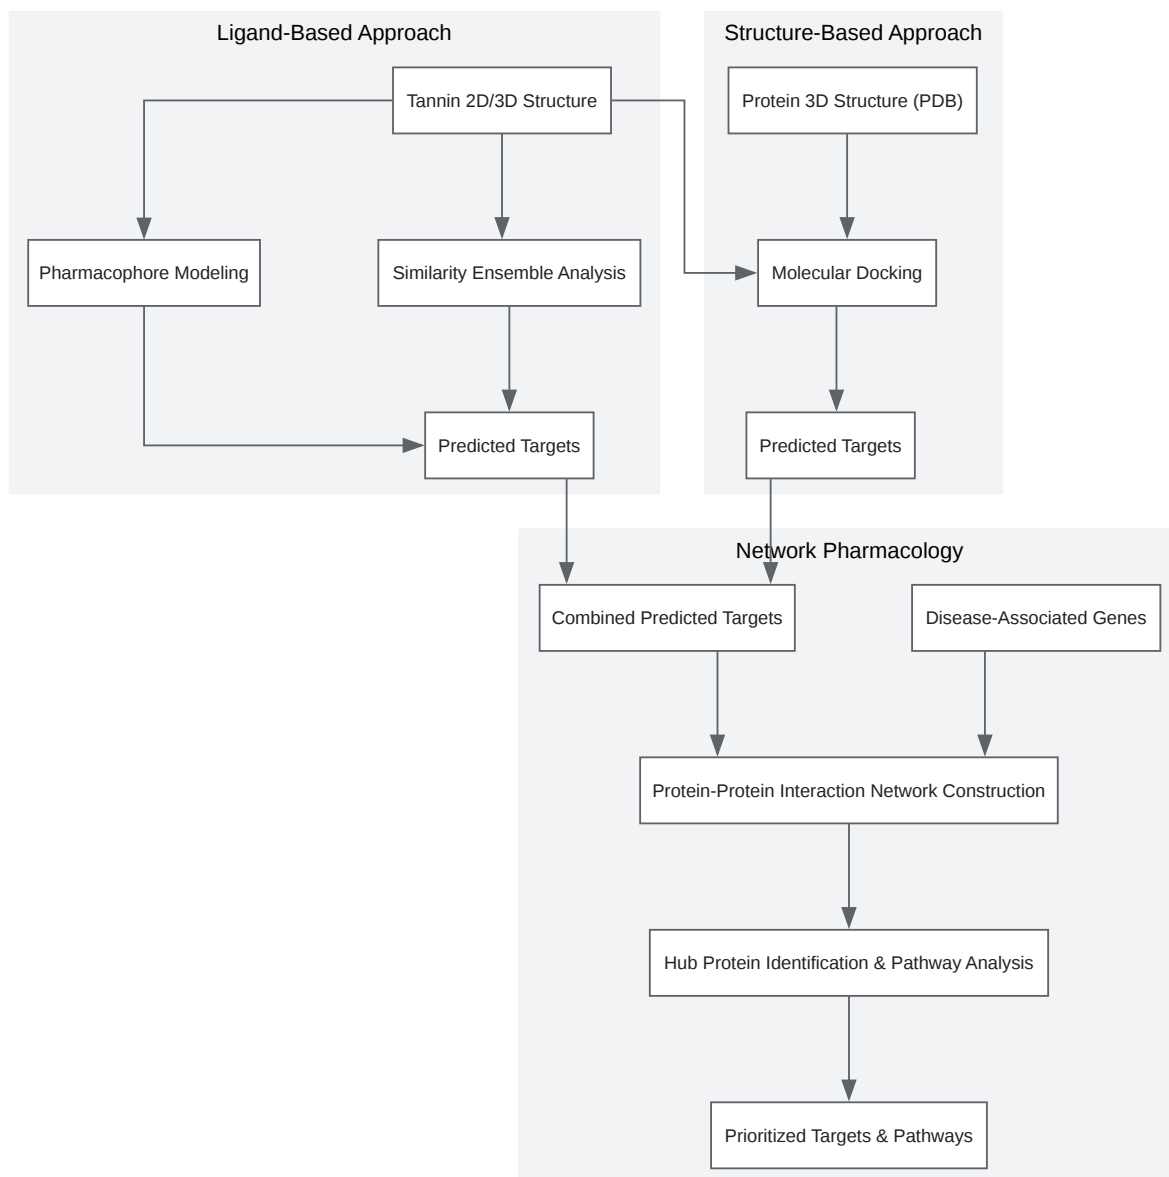 Ligand-Based Approach
Structure-Based Approach
Tannin 2D/3D Structure
Protein 3D Structure (PDB)
Pharmacophore Modeling
Similarity Ensemble Analysis
Molecular Docking
Predicted Targets
Predicted Targets
Network Pharmacology
Combined Predicted Targets
Disease-Associated Genes
Protein-Protein Interaction Network Construction
Hub Protein Identification & Pathway Analysis
Prioritized Targets & Pathways